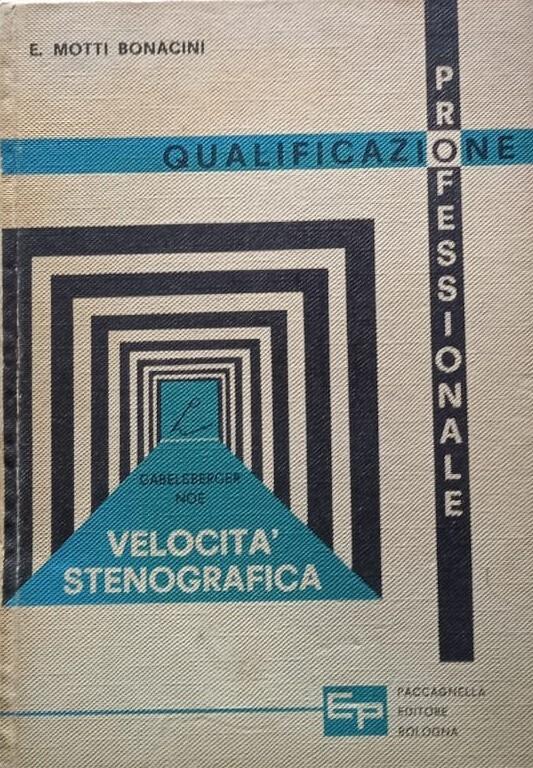 E. MOTTI BONACINI
QUALIFICAZIONE
PROFESSIONALE
GABELSBERGER
NOE
VELOCITA'
STENOGRAFICA
EP
PACCAGNELLA
EDITORE
BOLOGNA